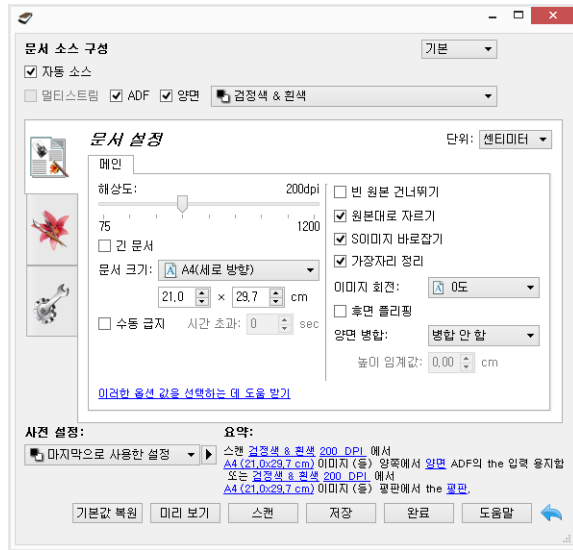 문서 소스 구성
기본
자동 소스
멀티스트림 ADF 양면 검정색 & 흰색
문서 설정
단위: 센티미터
메인
해상도: 200dpi
75 1200
긴 문서
문서 크기: A4(세로 방향)
21,0 × 29,7 cm
수동 급지 시간 초과: 0 sec
이러한 옵션 값을 선택하는 데 도움 받기
빈 원본 건너뛰기
원본대로 자르기
S0이미지 바로잡기
가장자리 정리
이미지 회전: 0도
후면 플리핑
양면 병합: 병합 안 함
높이 임계값: 0,00 cm
사전 설정:
마지막으로 사용한 설정
요약:
스캔 검정색 & 흰색 200 DPI 에서
A4 (21,0x29,7 cm) 이미지 (들) 양쪽에서 양면 ADF의 the 입력 용지함
또는 검정색 & 흰색 200 DPI 에서
A4 (21,0x29,7 cm) 이미지 (들) 평판에서 the 평판.
기본값 복원 미리 보기 스캔 저장 완료 도움말